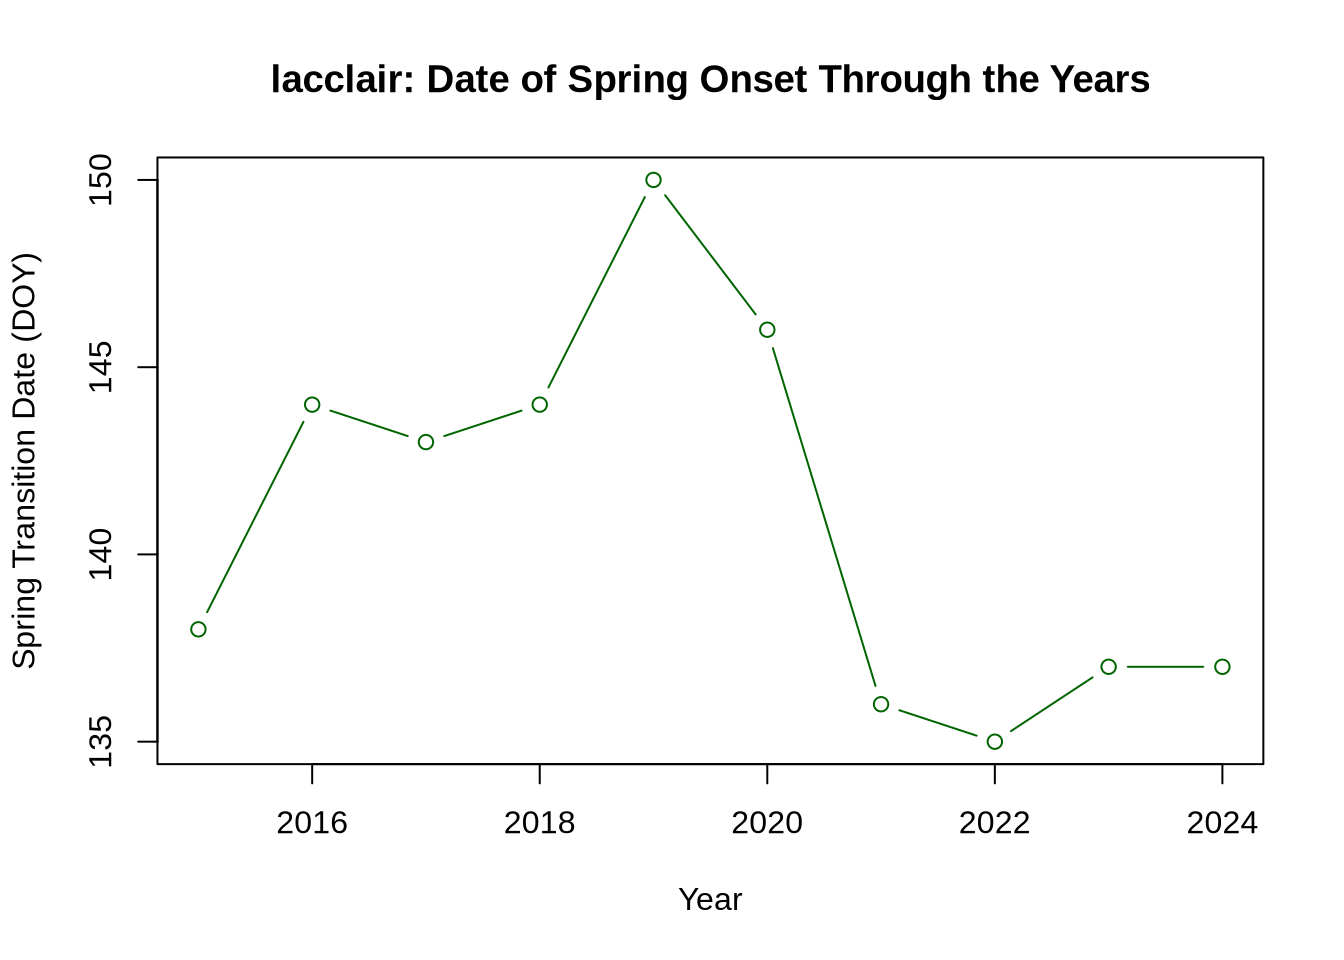 lacclair: Date of Spring Onset Through the Years
Spring Transition Date (DOY)
150
145
140
135
2016 2018 2020 2022 2024
Year